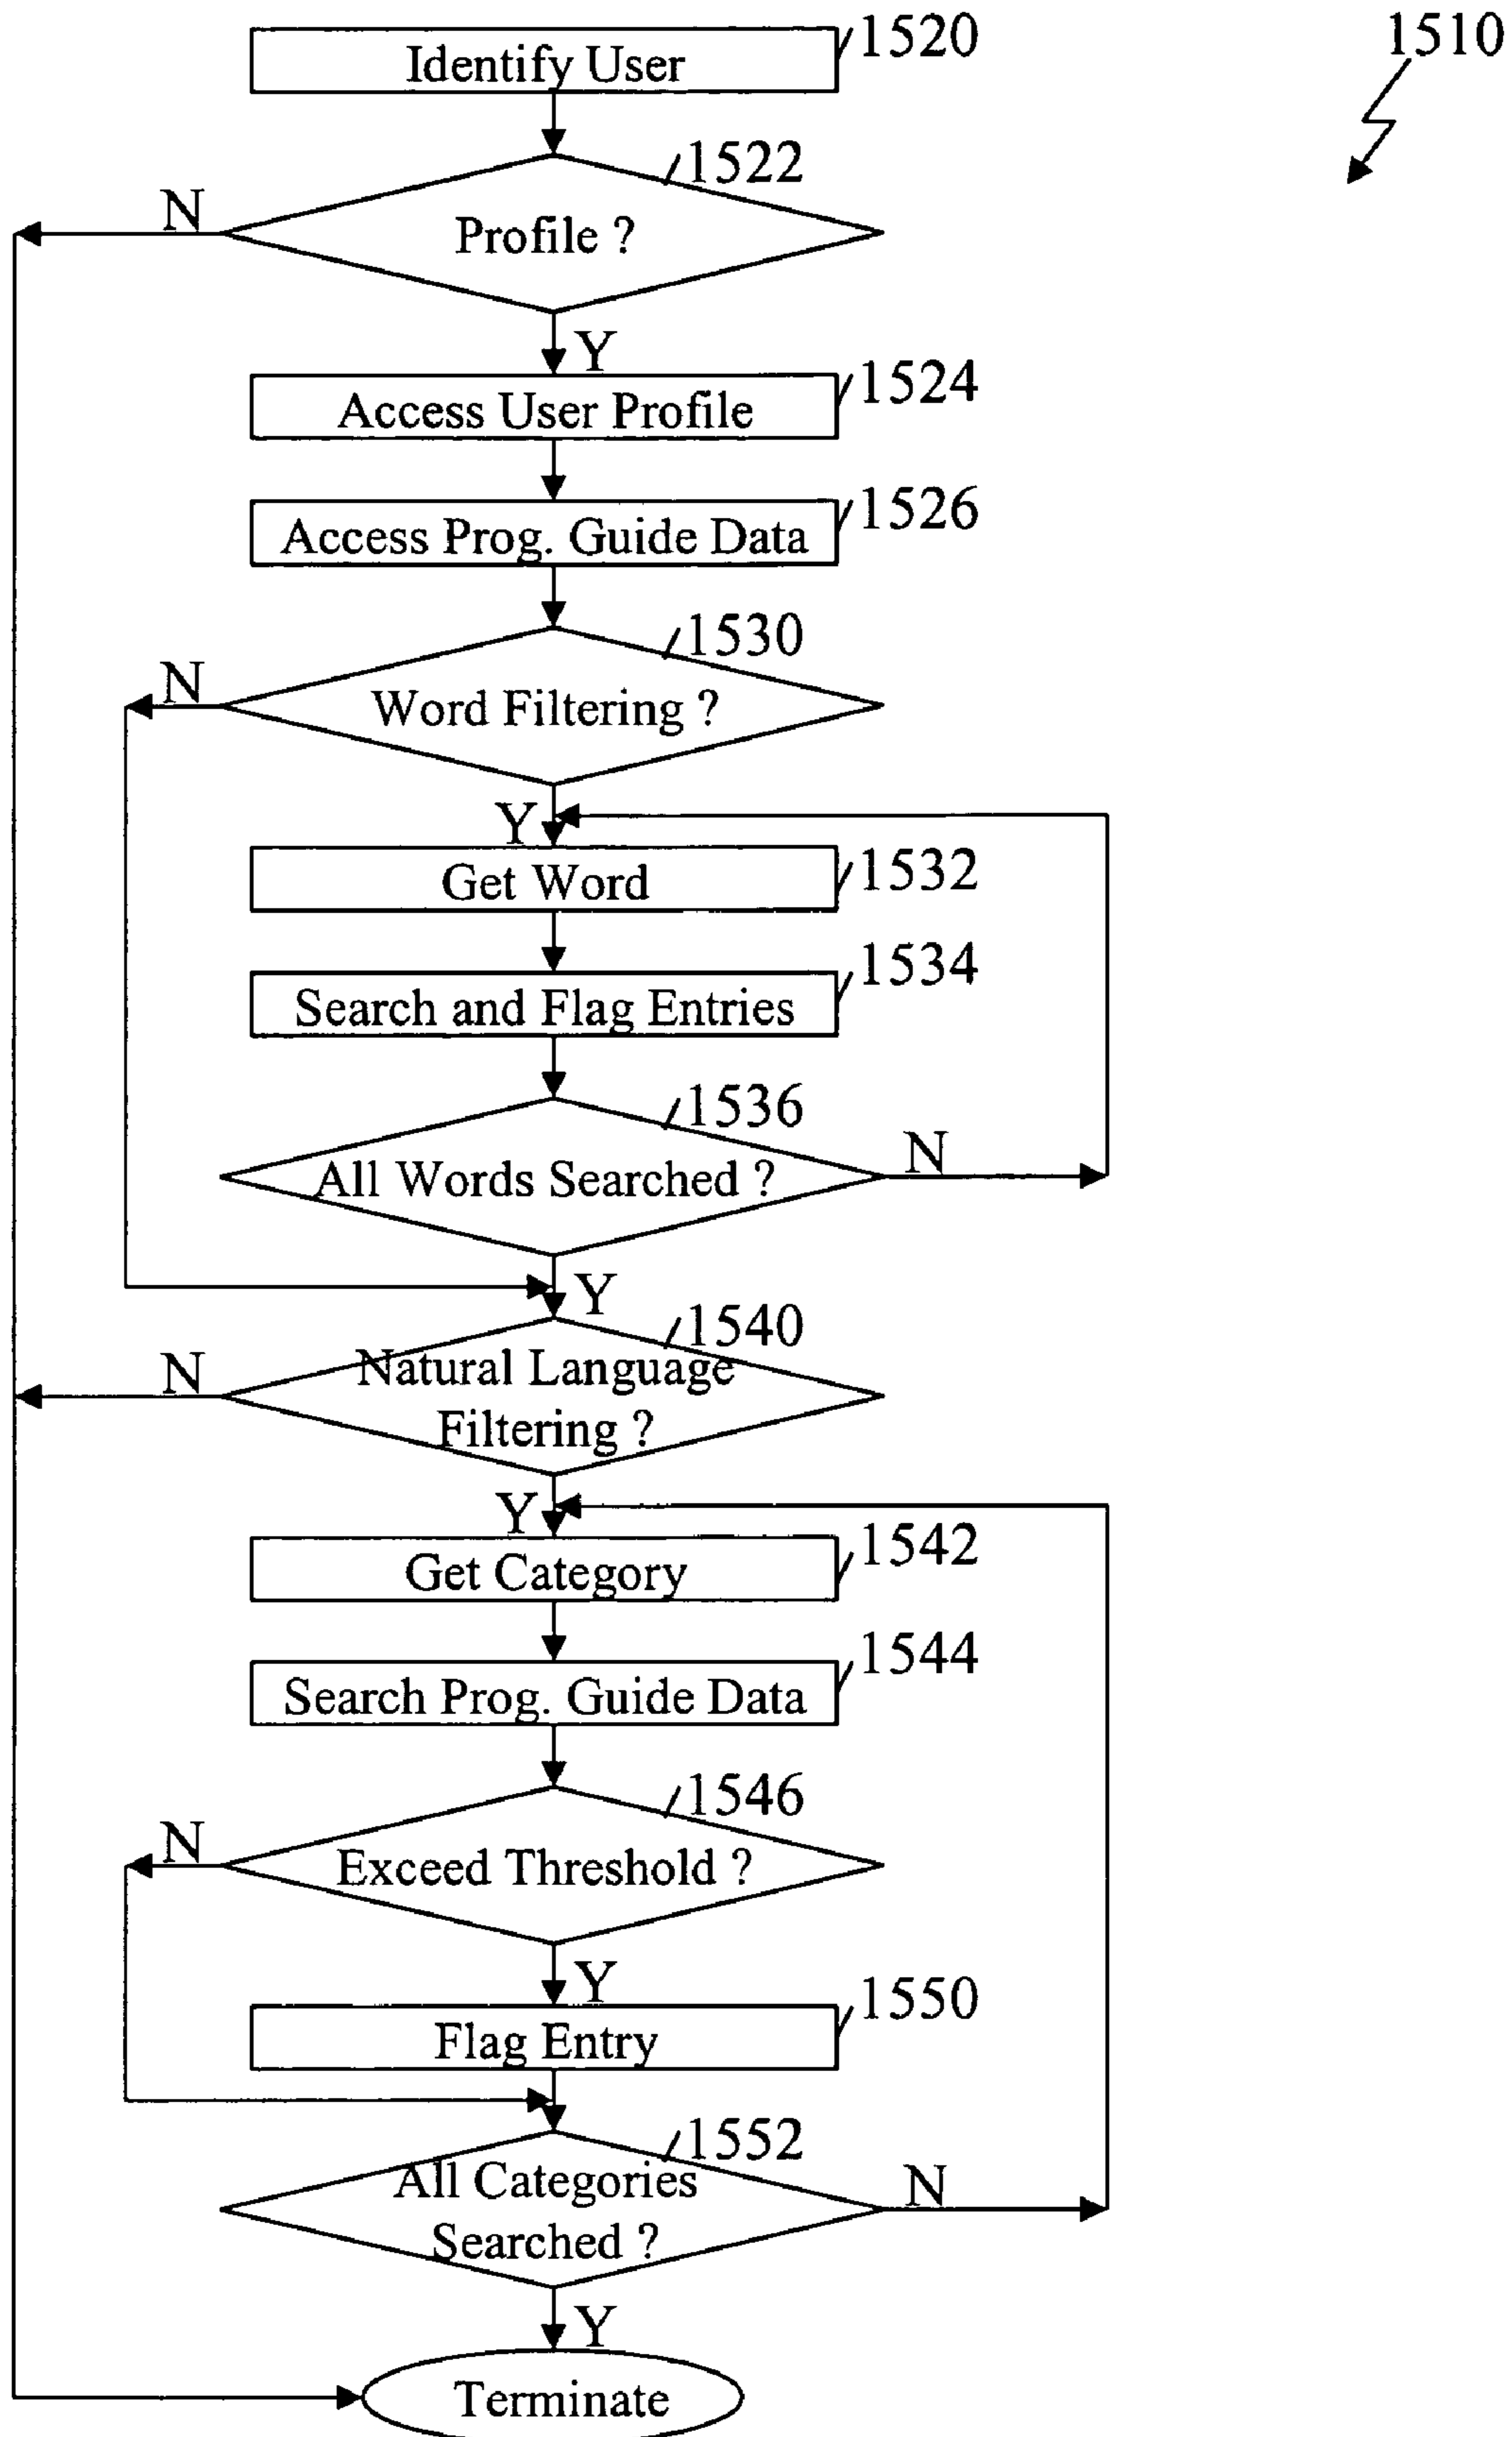 1510
Identify User
1520
Profile ?
1522
N
Y
Access User Profile
1524
Access Prog. Guide Data
1526
Word Filtering ?
1530
N
Y
Get Word
1532
Search and Flag Entries
1534
All Words Searched ?
1536
N
Y
Natural Language
Filtering ?
1540
N
Y
Get Category
1542
Search Prog. Guide Data
1544
Exceed Threshold ?
1546
N
Y
Flag Entry
1550
All Categories
Searched ?
1552
N
Y
Terminate